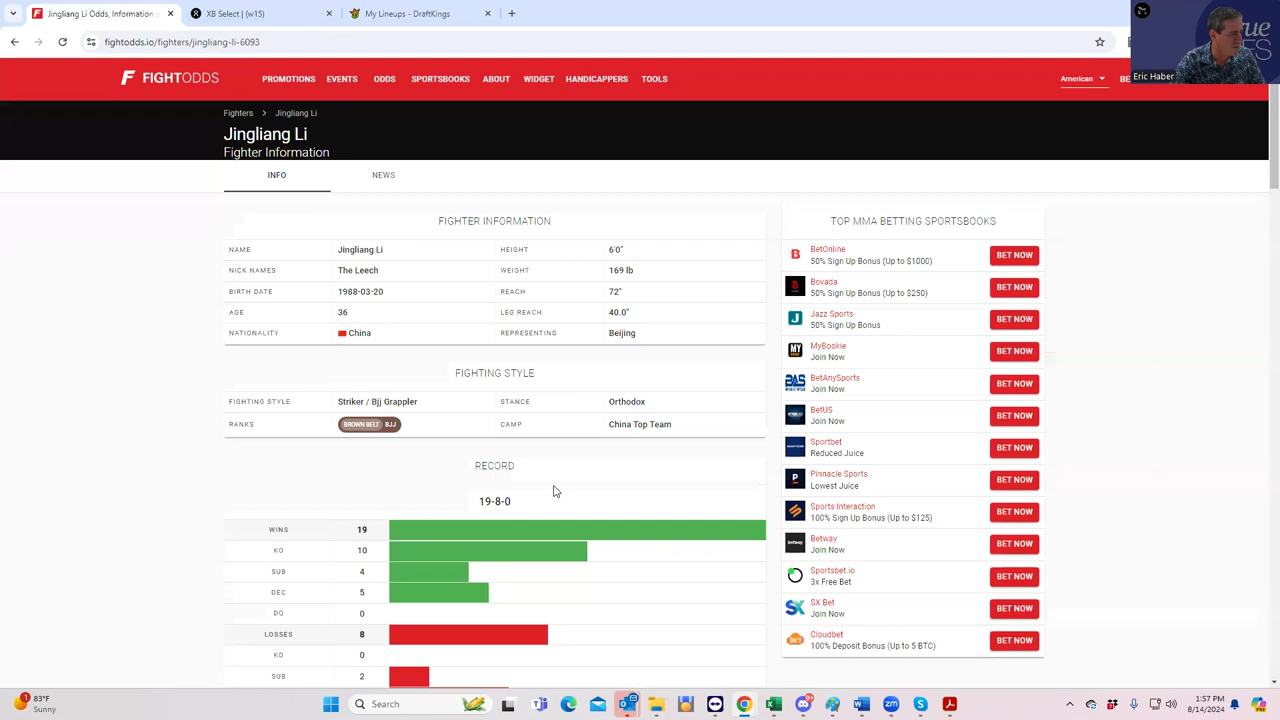 Jingliang Li Odds, Information a
XB Select | (w15)
My Lineups - DraftKings
fightodds.io/fighters/jingliang-li-6093
Eric Haber
FIGHTODDS
PROMOTIONS EVENTS ODDS SPORTSBOOKS ABOUT WIDGET HANDICAPPERS TOOLS
American
BE
Fighters > Jingliang Li
Jingliang Li
Fighter Information
INFO
NEWS
FIGHTER INFORMATION
NAME Jingliang Li HEIGHT 6'0"
NICK NAMES The Leech WEIGHT 169 lb
BIRTH DATE 1988-03-20 REACH 72"
AGE 36 LEG REACH 40.0"
NATIONALITY China REPRESENTING Beijing
FIGHTING STYLE
FIGHTING STYLE Striker / Bjj Grappler STANCE Orthodox
RANKS BROWN BELT BJJ CAMP China Top Team
RECORD
19-8-0
WINS 19
KO 10
SUB 4
DEC 5
DQ 0
LOSSES 8
KO 0
SUB 2
TOP MMA BETTING SPORTSBOOKS
BetOnline
50% Sign Up Bonus (Up to $1000)
BET NOW
Bovada
50% Sign Up Bonus (Up to $250)
BET NOW
Jazz Sports
50% Sign Up Bonus
BET NOW
MyBookie
Join Now
BET NOW
BetAnySports
Join Now
BET NOW
BetUS
Join Now
BET NOW
Sportbet
Reduced Juice
BET NOW
Pinnacle Sports
Lowest Juice
BET NOW
Sports Interaction
100% Sign Up Bonus (Up to $125)
BET NOW
Betway
Join Now
BET NOW
Sportsbet.io
3x Free Bet
BET NOW
SX Bet
Join Now
BET NOW
Cloudbet
100% Deposit Bonus (Up to 5 BTC)
BET NOW
83°F
Sunny
Search
1:57 PM
8/14/2024